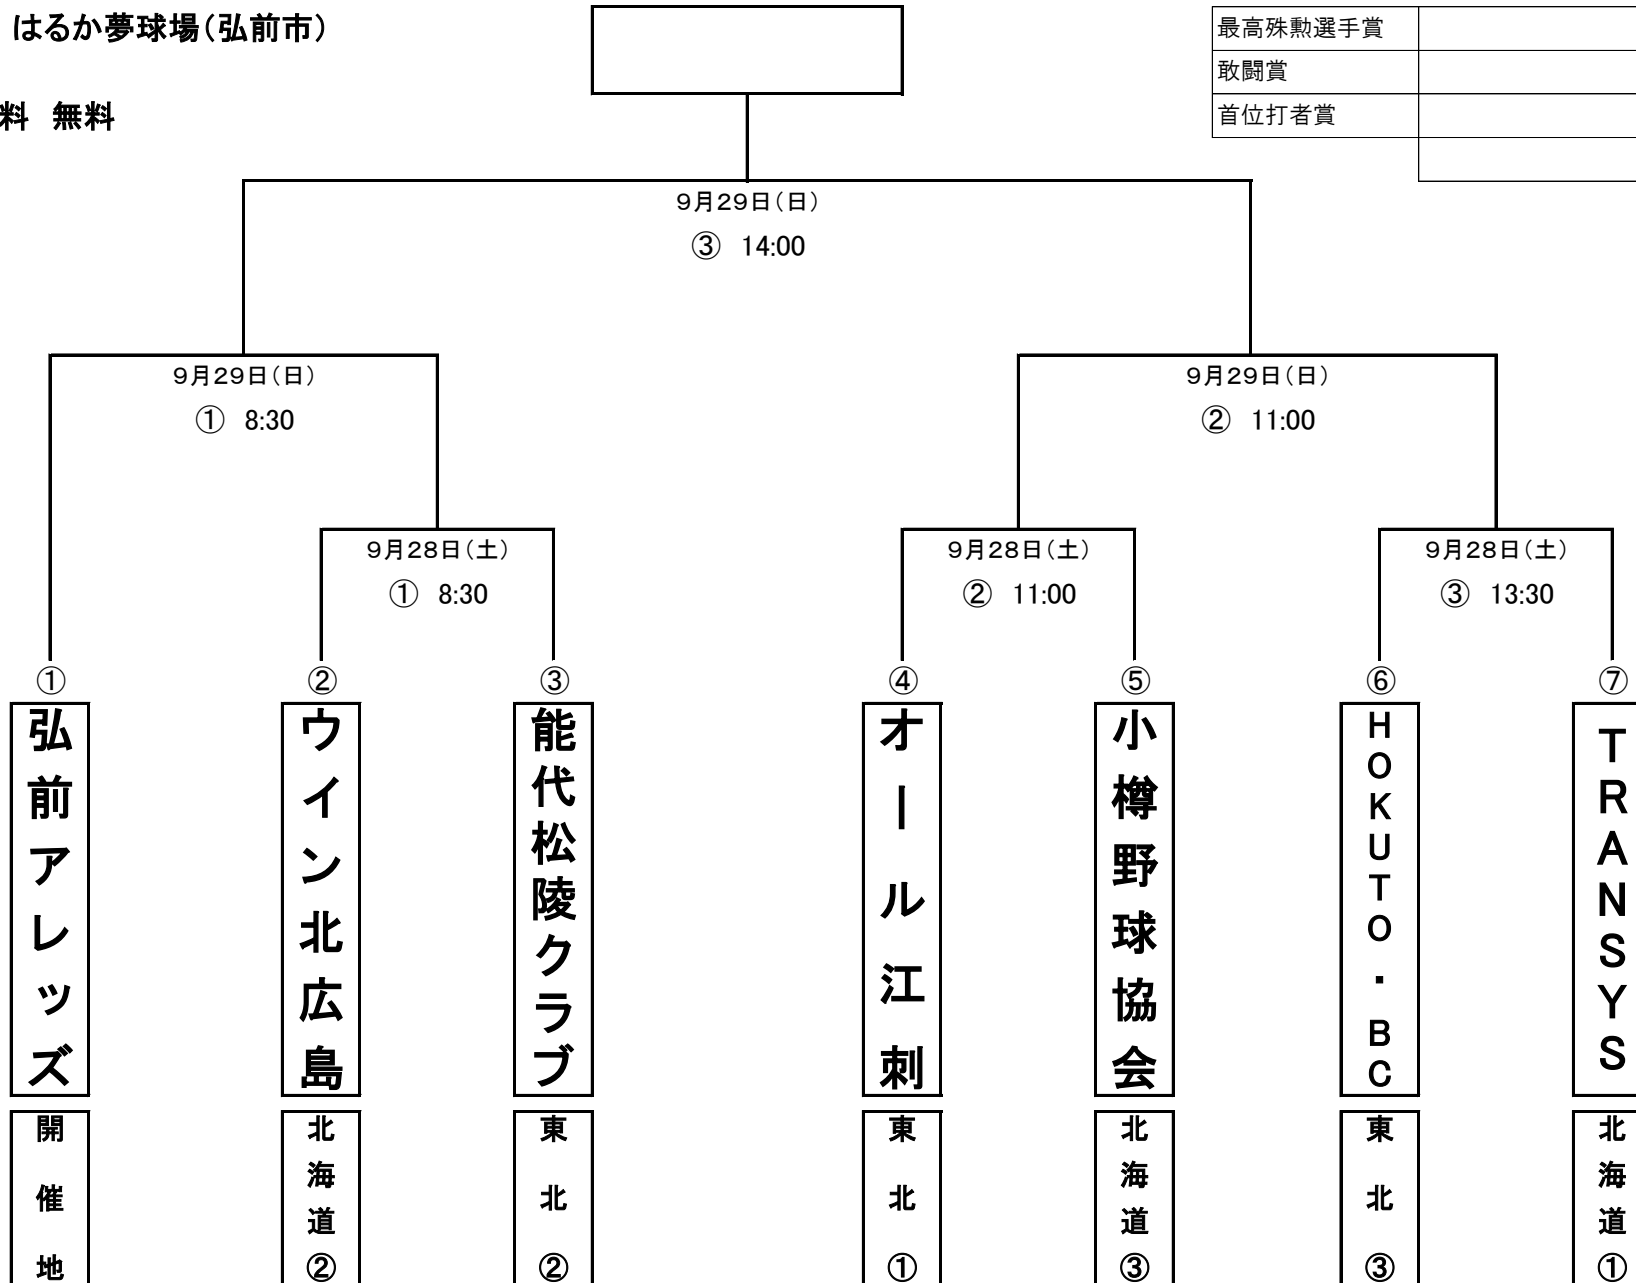 はるか夢球場（弘前市）
料　無料
最高殊勲選手賞
敢闘賞
首位打者賞
９月２９日（日）
③　14:00
９月２９日（日）
①　8:30
９月２９日（日）
②　11:00
９月２８日（土）
①　8:30
９月２８日（土）
②　11:00
９月２８日（土）
③　13:30
①
②
③
④
⑤
⑥
⑦
弘前アレッズ
ウイン北広島
能代松陵クラブ
オール江刺
小樽野球協会
ＨＯＫＵＴＯ・ＢＣ
ＴＲＡＮＳＹＳ
開催地
北海道②
東北②
東北①
北海道③
東北③
北海道①